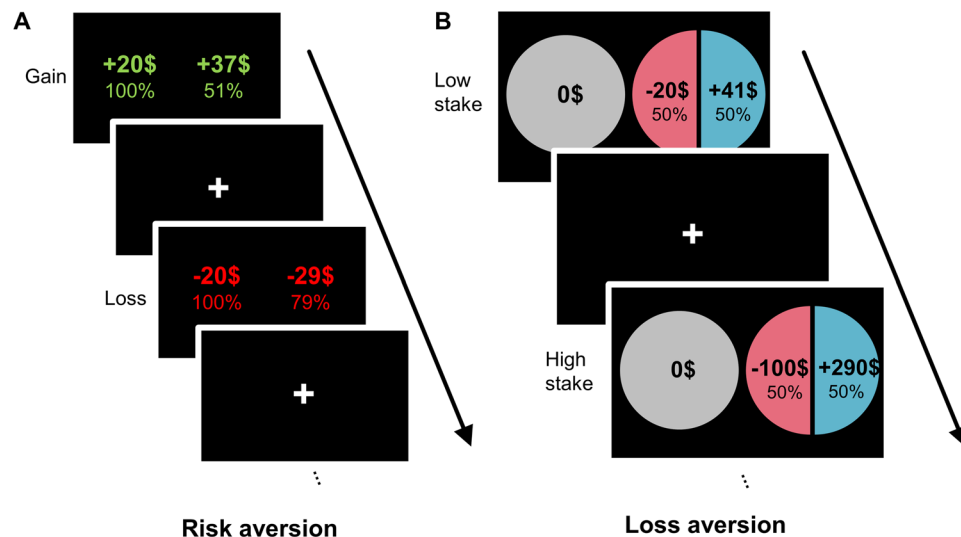 A
Gain
+20$ +37$
100% 51%
+
Loss
-20$ -29$
100% 79%
+
...
Risk aversion
B
Low
stake
0$
-20$ +41$
50% 50%
+
High
stake
0$
-100$ +290$
50% 50%
...
Loss aversion